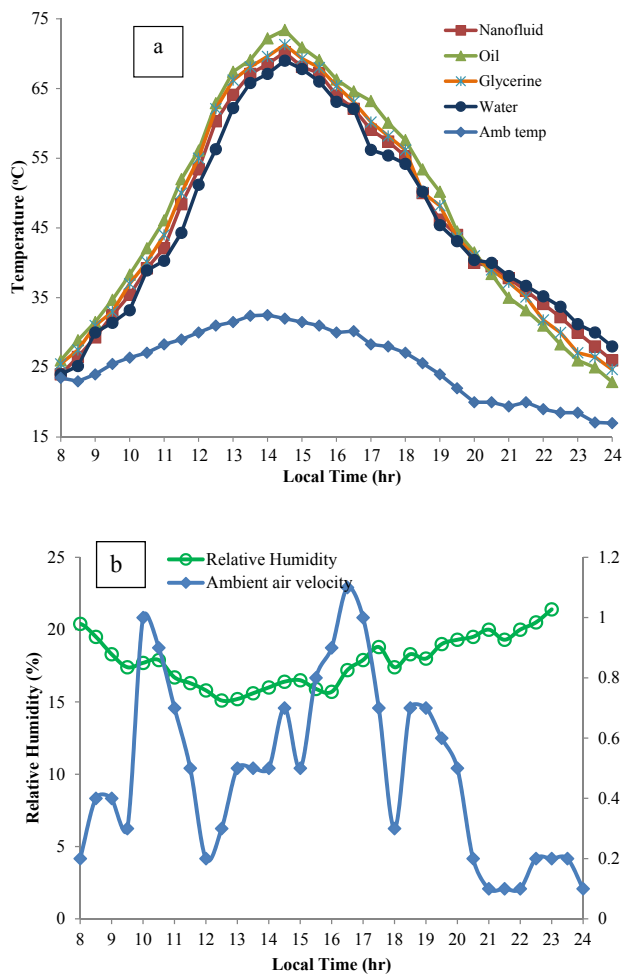 75
65
55
45
35
25
15
Temperature (°C)
a
Nanofluid
Oil
Glycerine
Water
Amb temp
8 9 10 11 12 13 14 15 16 17 18 19 20 21 22 23 24
Local Time (hr)
25
20
15
10
5
0
Relative Humidity (%)
b
Relative Humidity
Ambient air velocity
1.2
1
0.8
0.6
0.4
0.2
0
8 9 10 11 12 13 14 15 16 17 18 19 20 21 22 23 24
Local Time (hr)